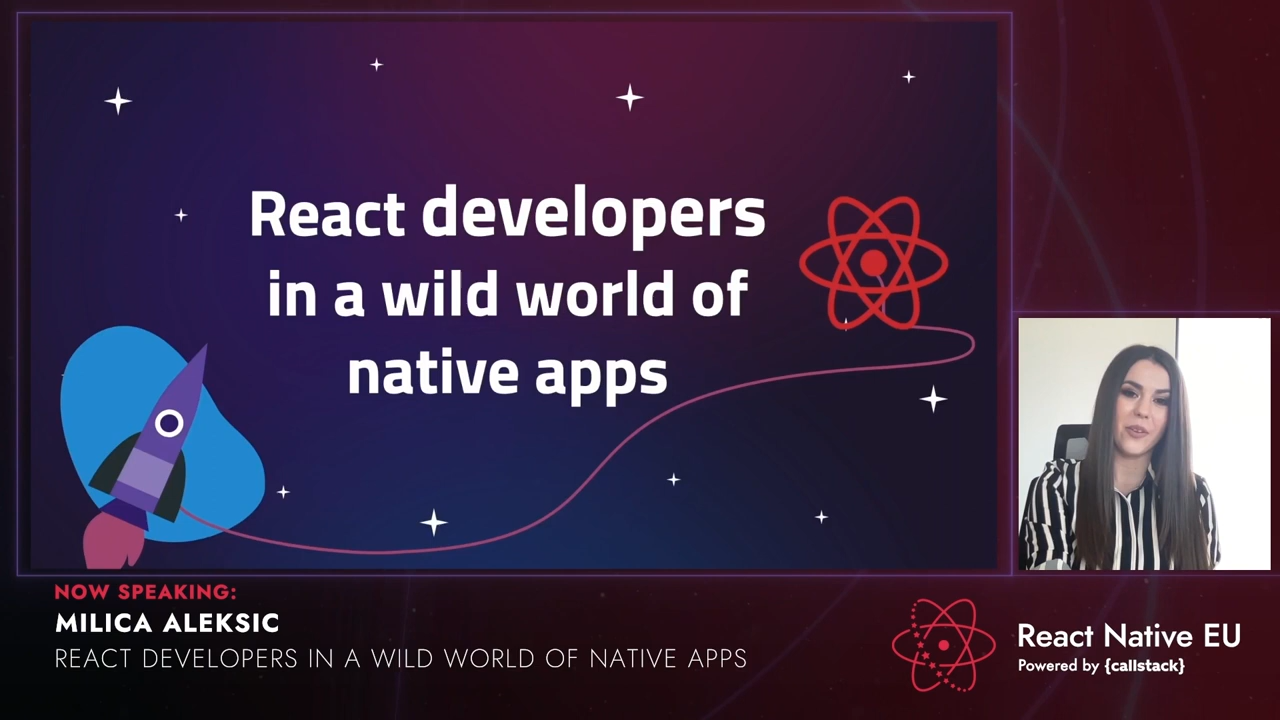 React developers
in a wild world of
native apps
NOW SPEAKING:
MILICA ALEKSIC
REACT DEVELOPERS IN A WILD WORLD OF NATIVE APPS
React Native EU
Powered by {callstack}